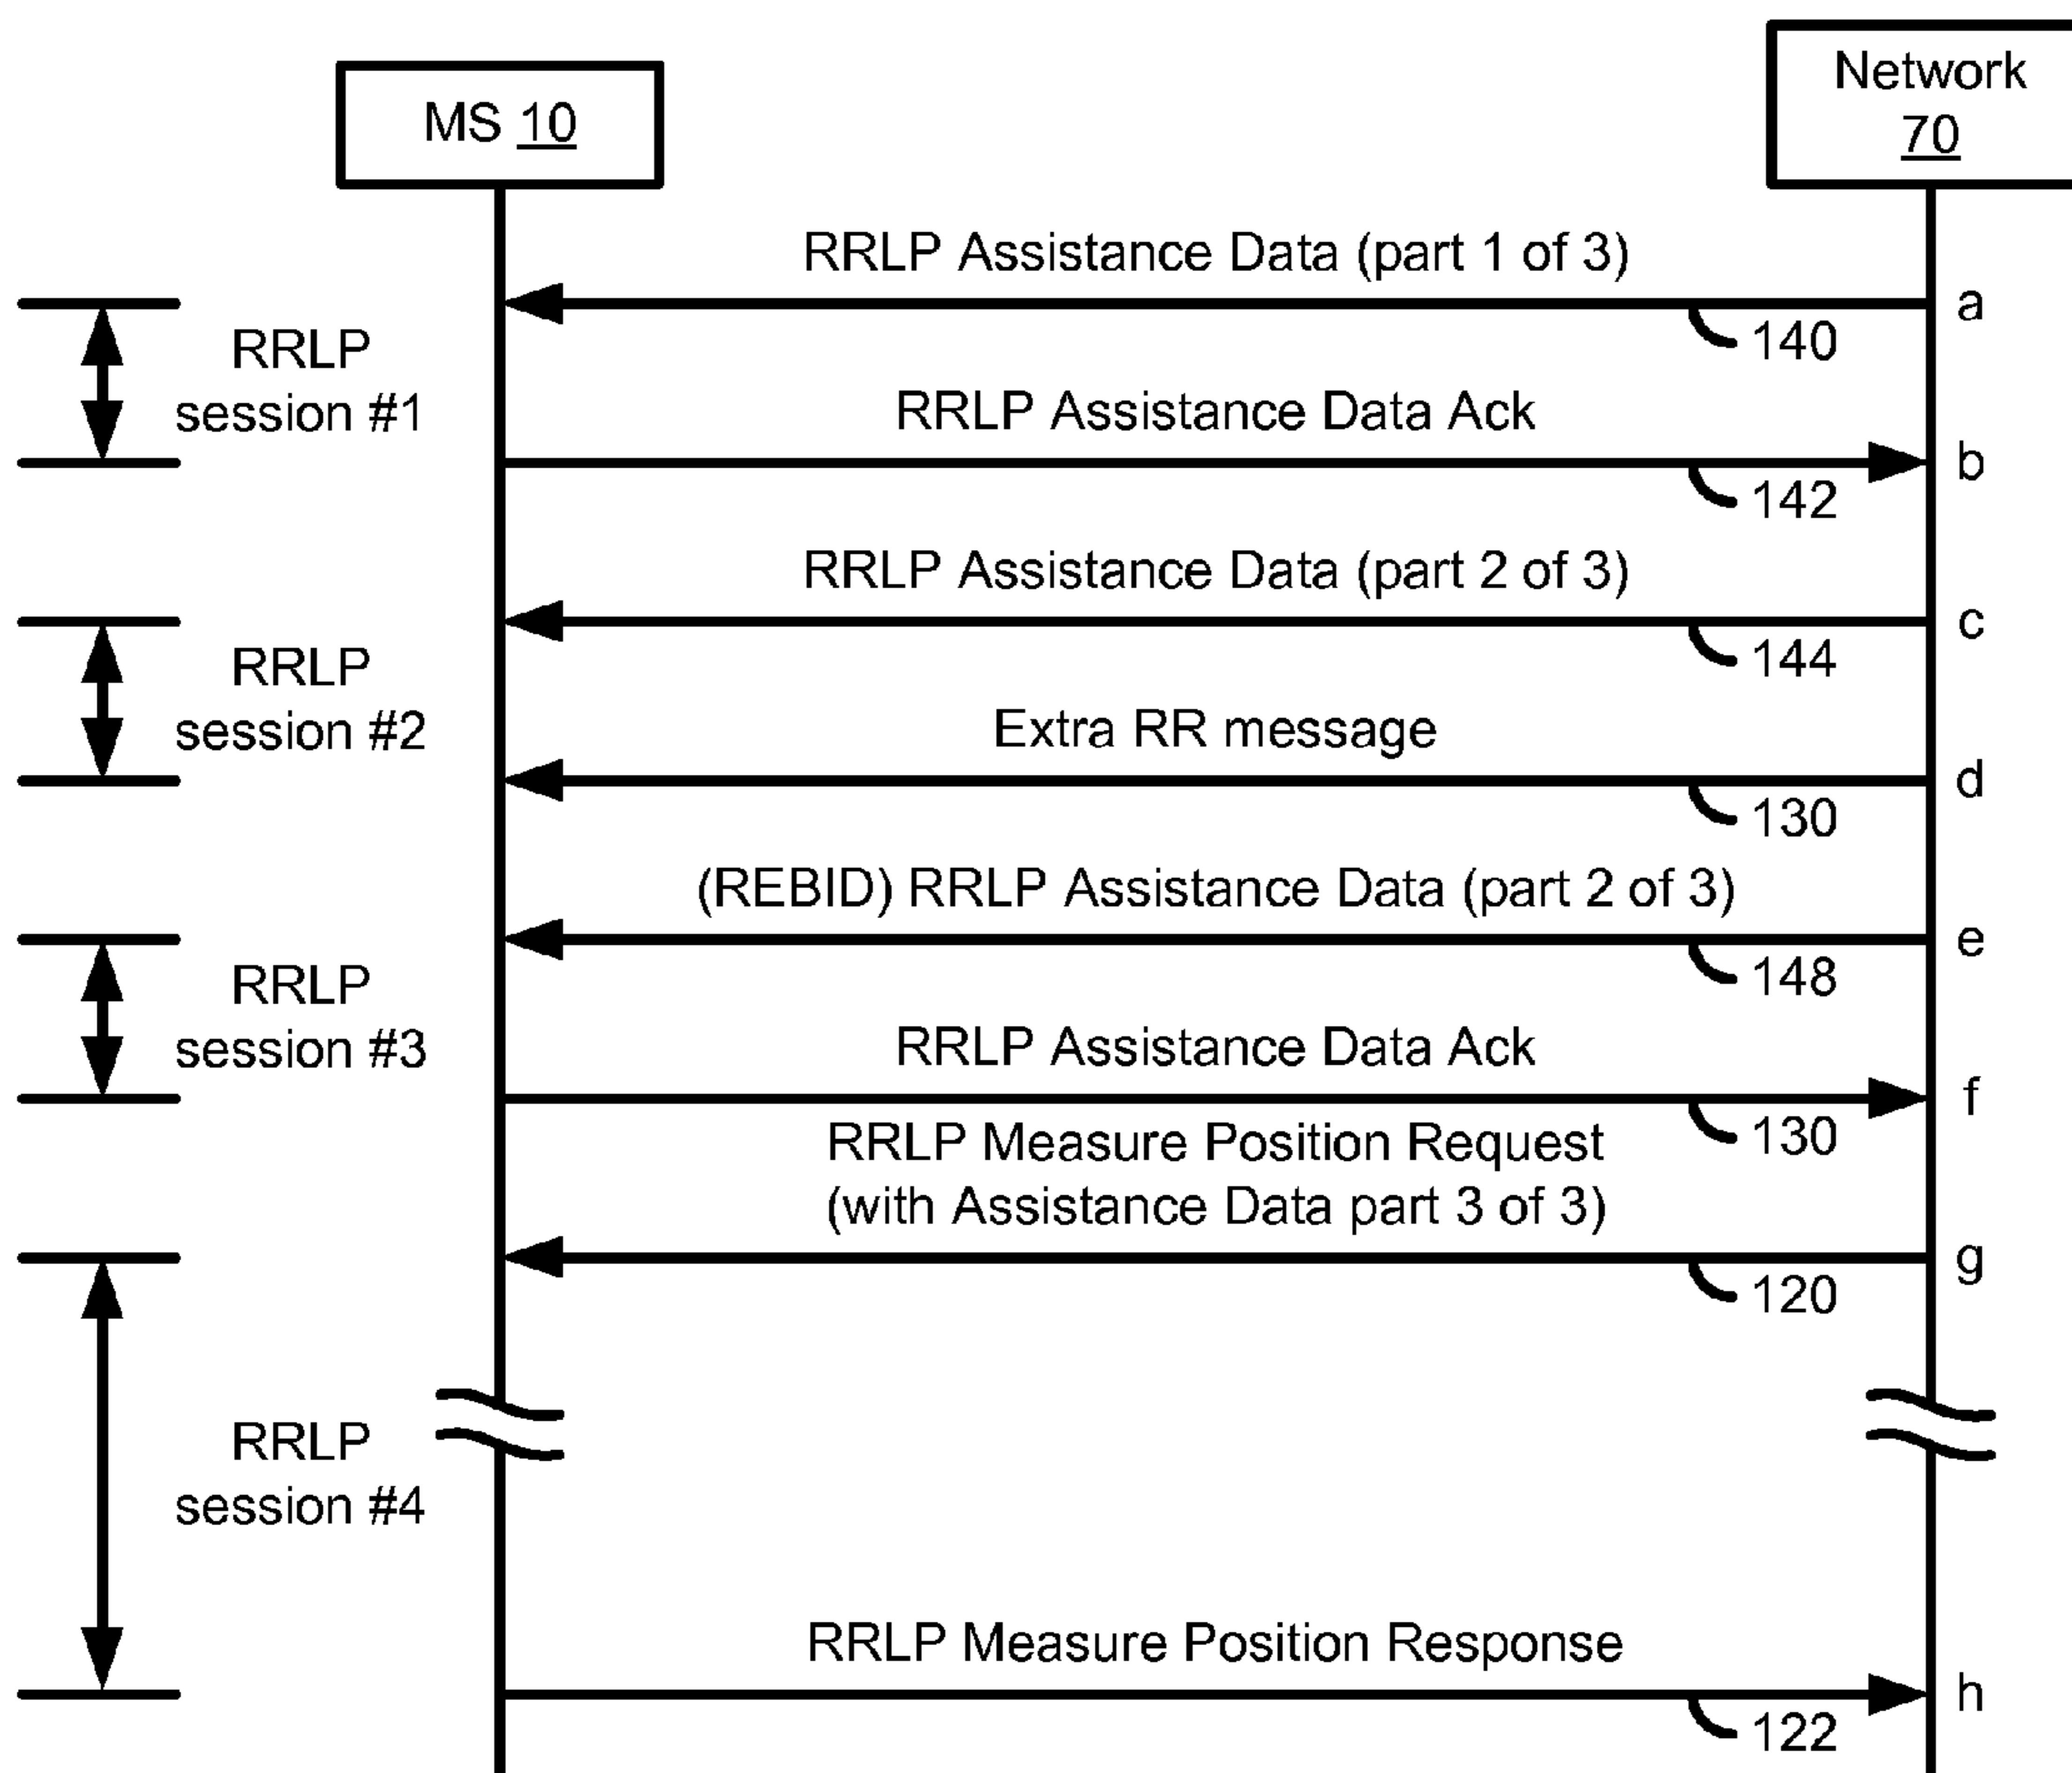 MS 10
Network
70
RRLP Assistance Data (part 1 of 3)
a
140
RRLP
session #1
RRLP Assistance Data Ack
b
142
RRLP Assistance Data (part 2 of 3)
c
144
RRLP
session #2
Extra RR message
d
130
(REBID) RRLP Assistance Data (part 2 of 3)
e
148
RRLP
session #3
RRLP Assistance Data Ack
f
130
RRLP Measure Position Request
(with Assistance Data part 3 of 3)
g
120
RRLP
session #4
RRLP Measure Position Response
h
122